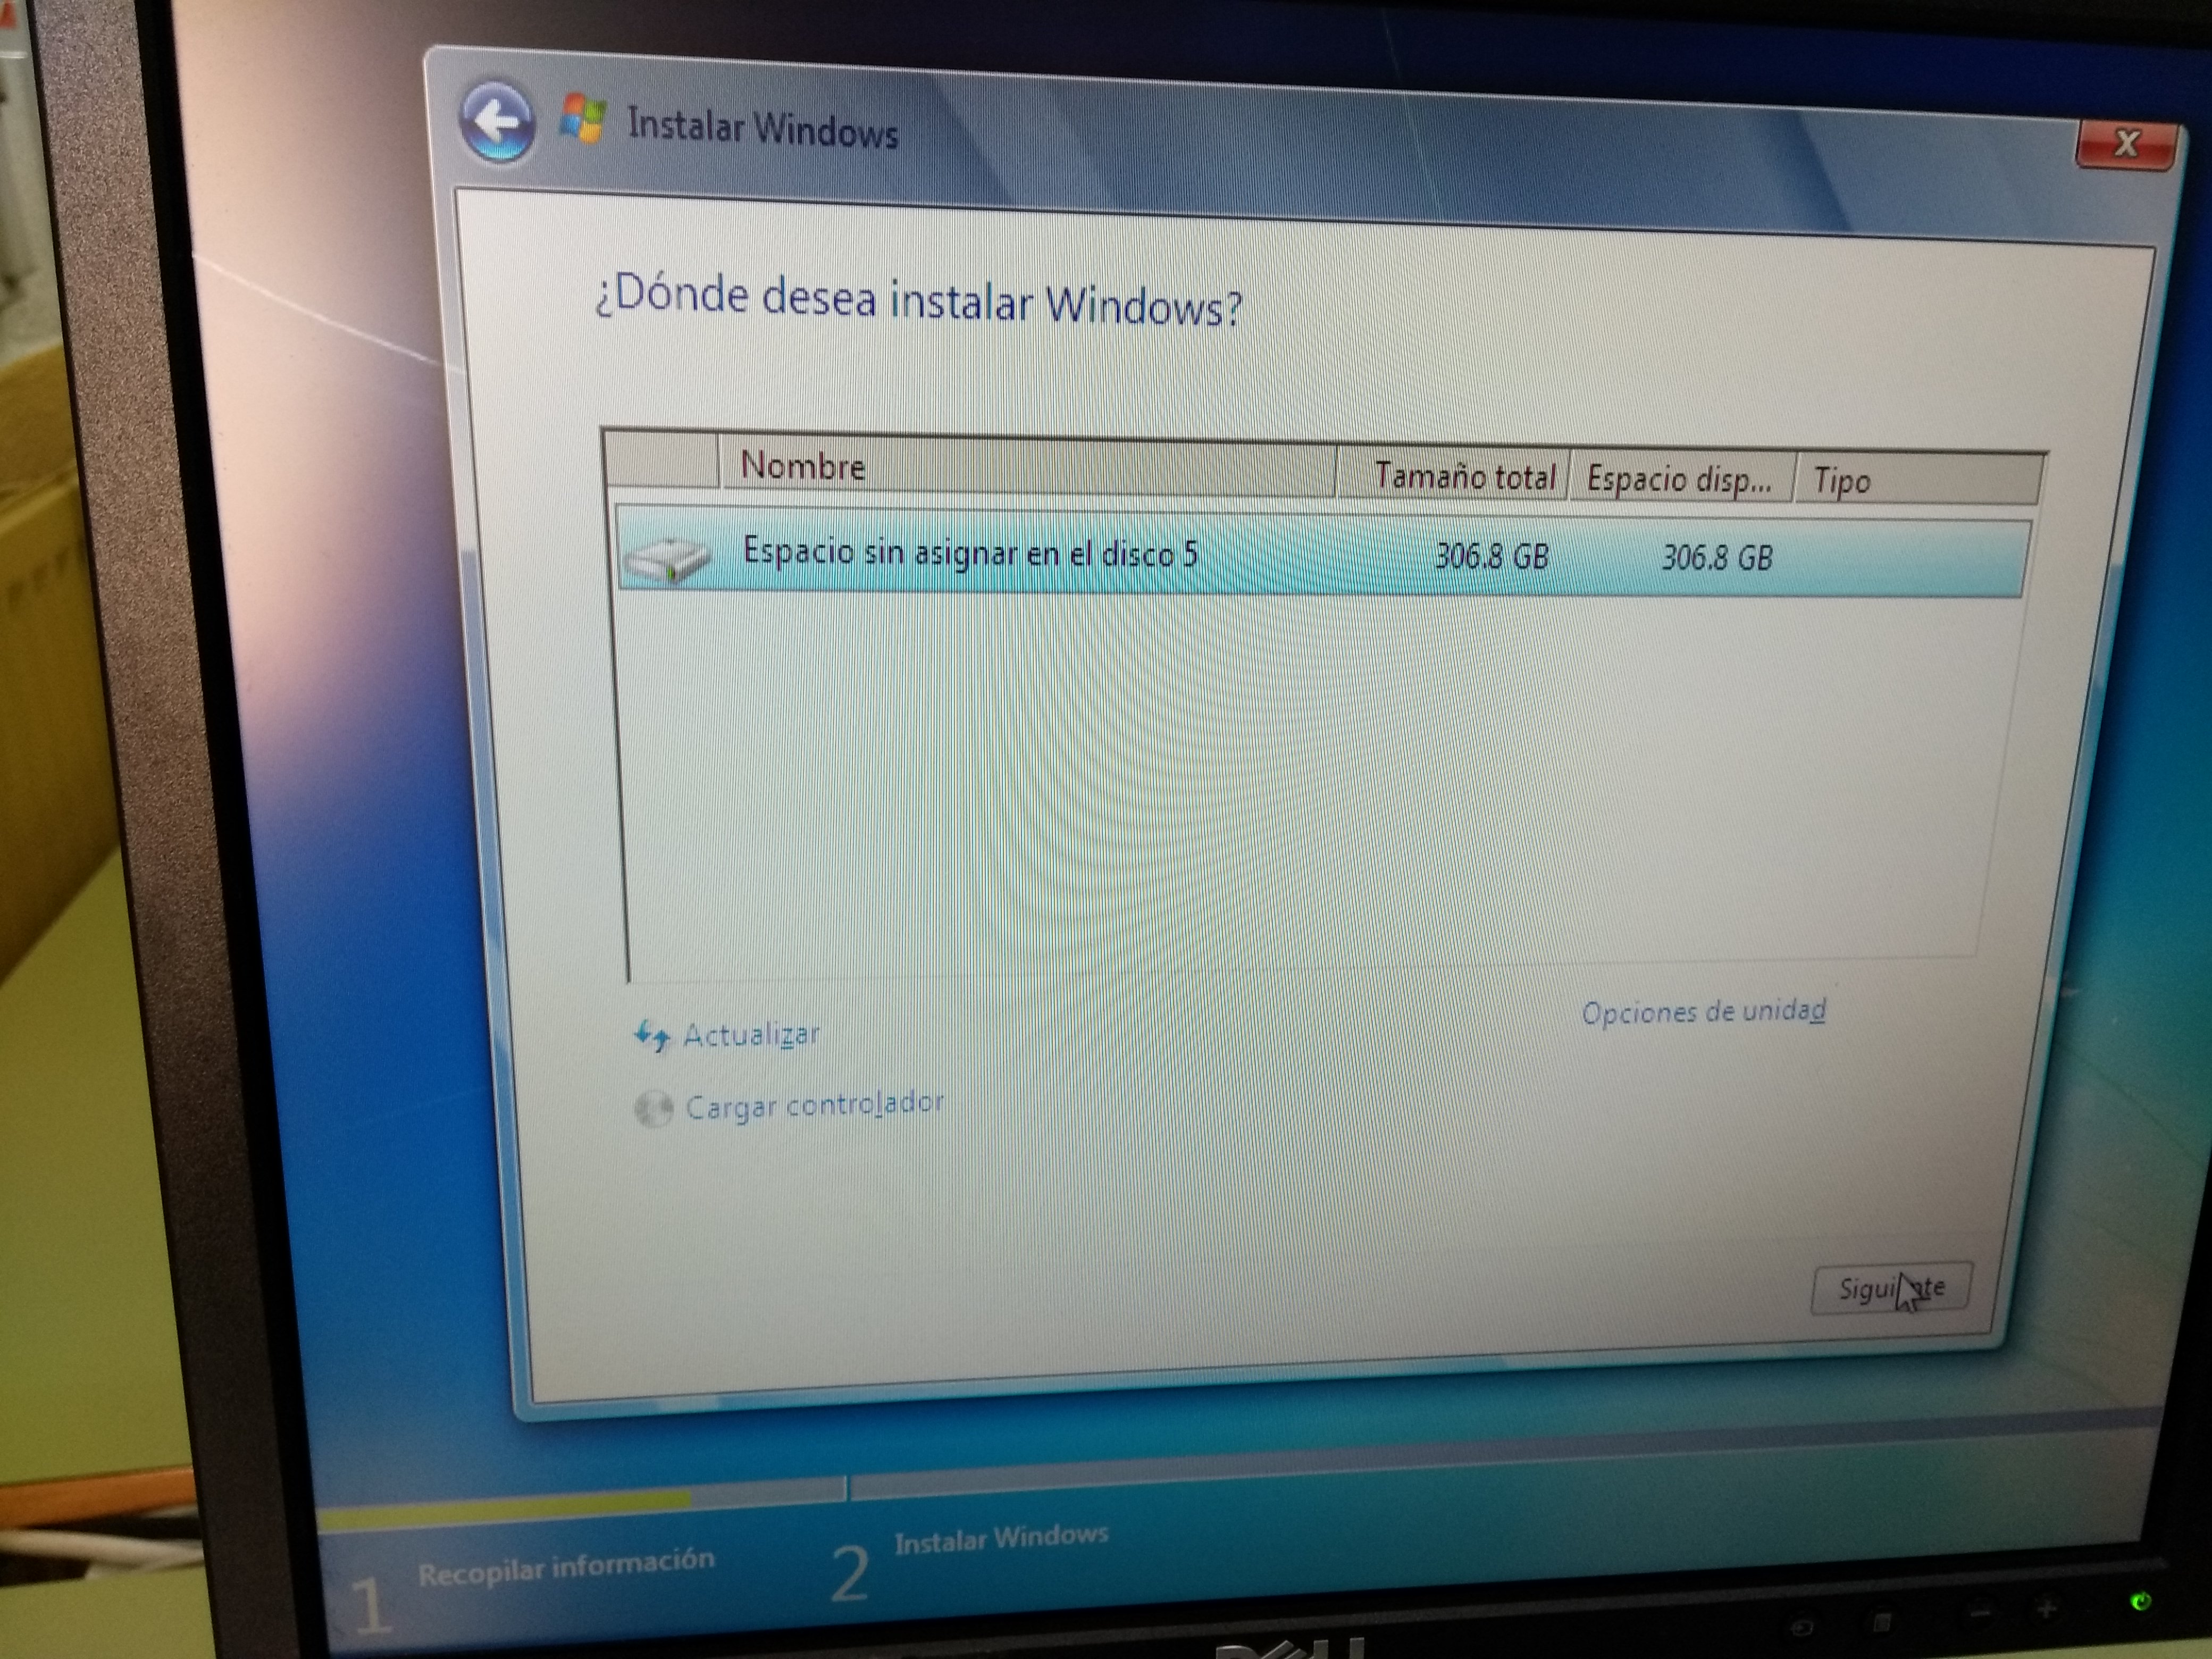 Instalar Windows
X
¿Dónde desea instalar Windows?
Nombre Tamaño total Espacio disp... Tipo
Espacio sin asignar en el disco 5 306.8 GB 306.8 GB
Actualizar
Opciones de unidad
Cargar controlador
Siguiente
1 Recopilar información 2 Instalar Windows
DELL